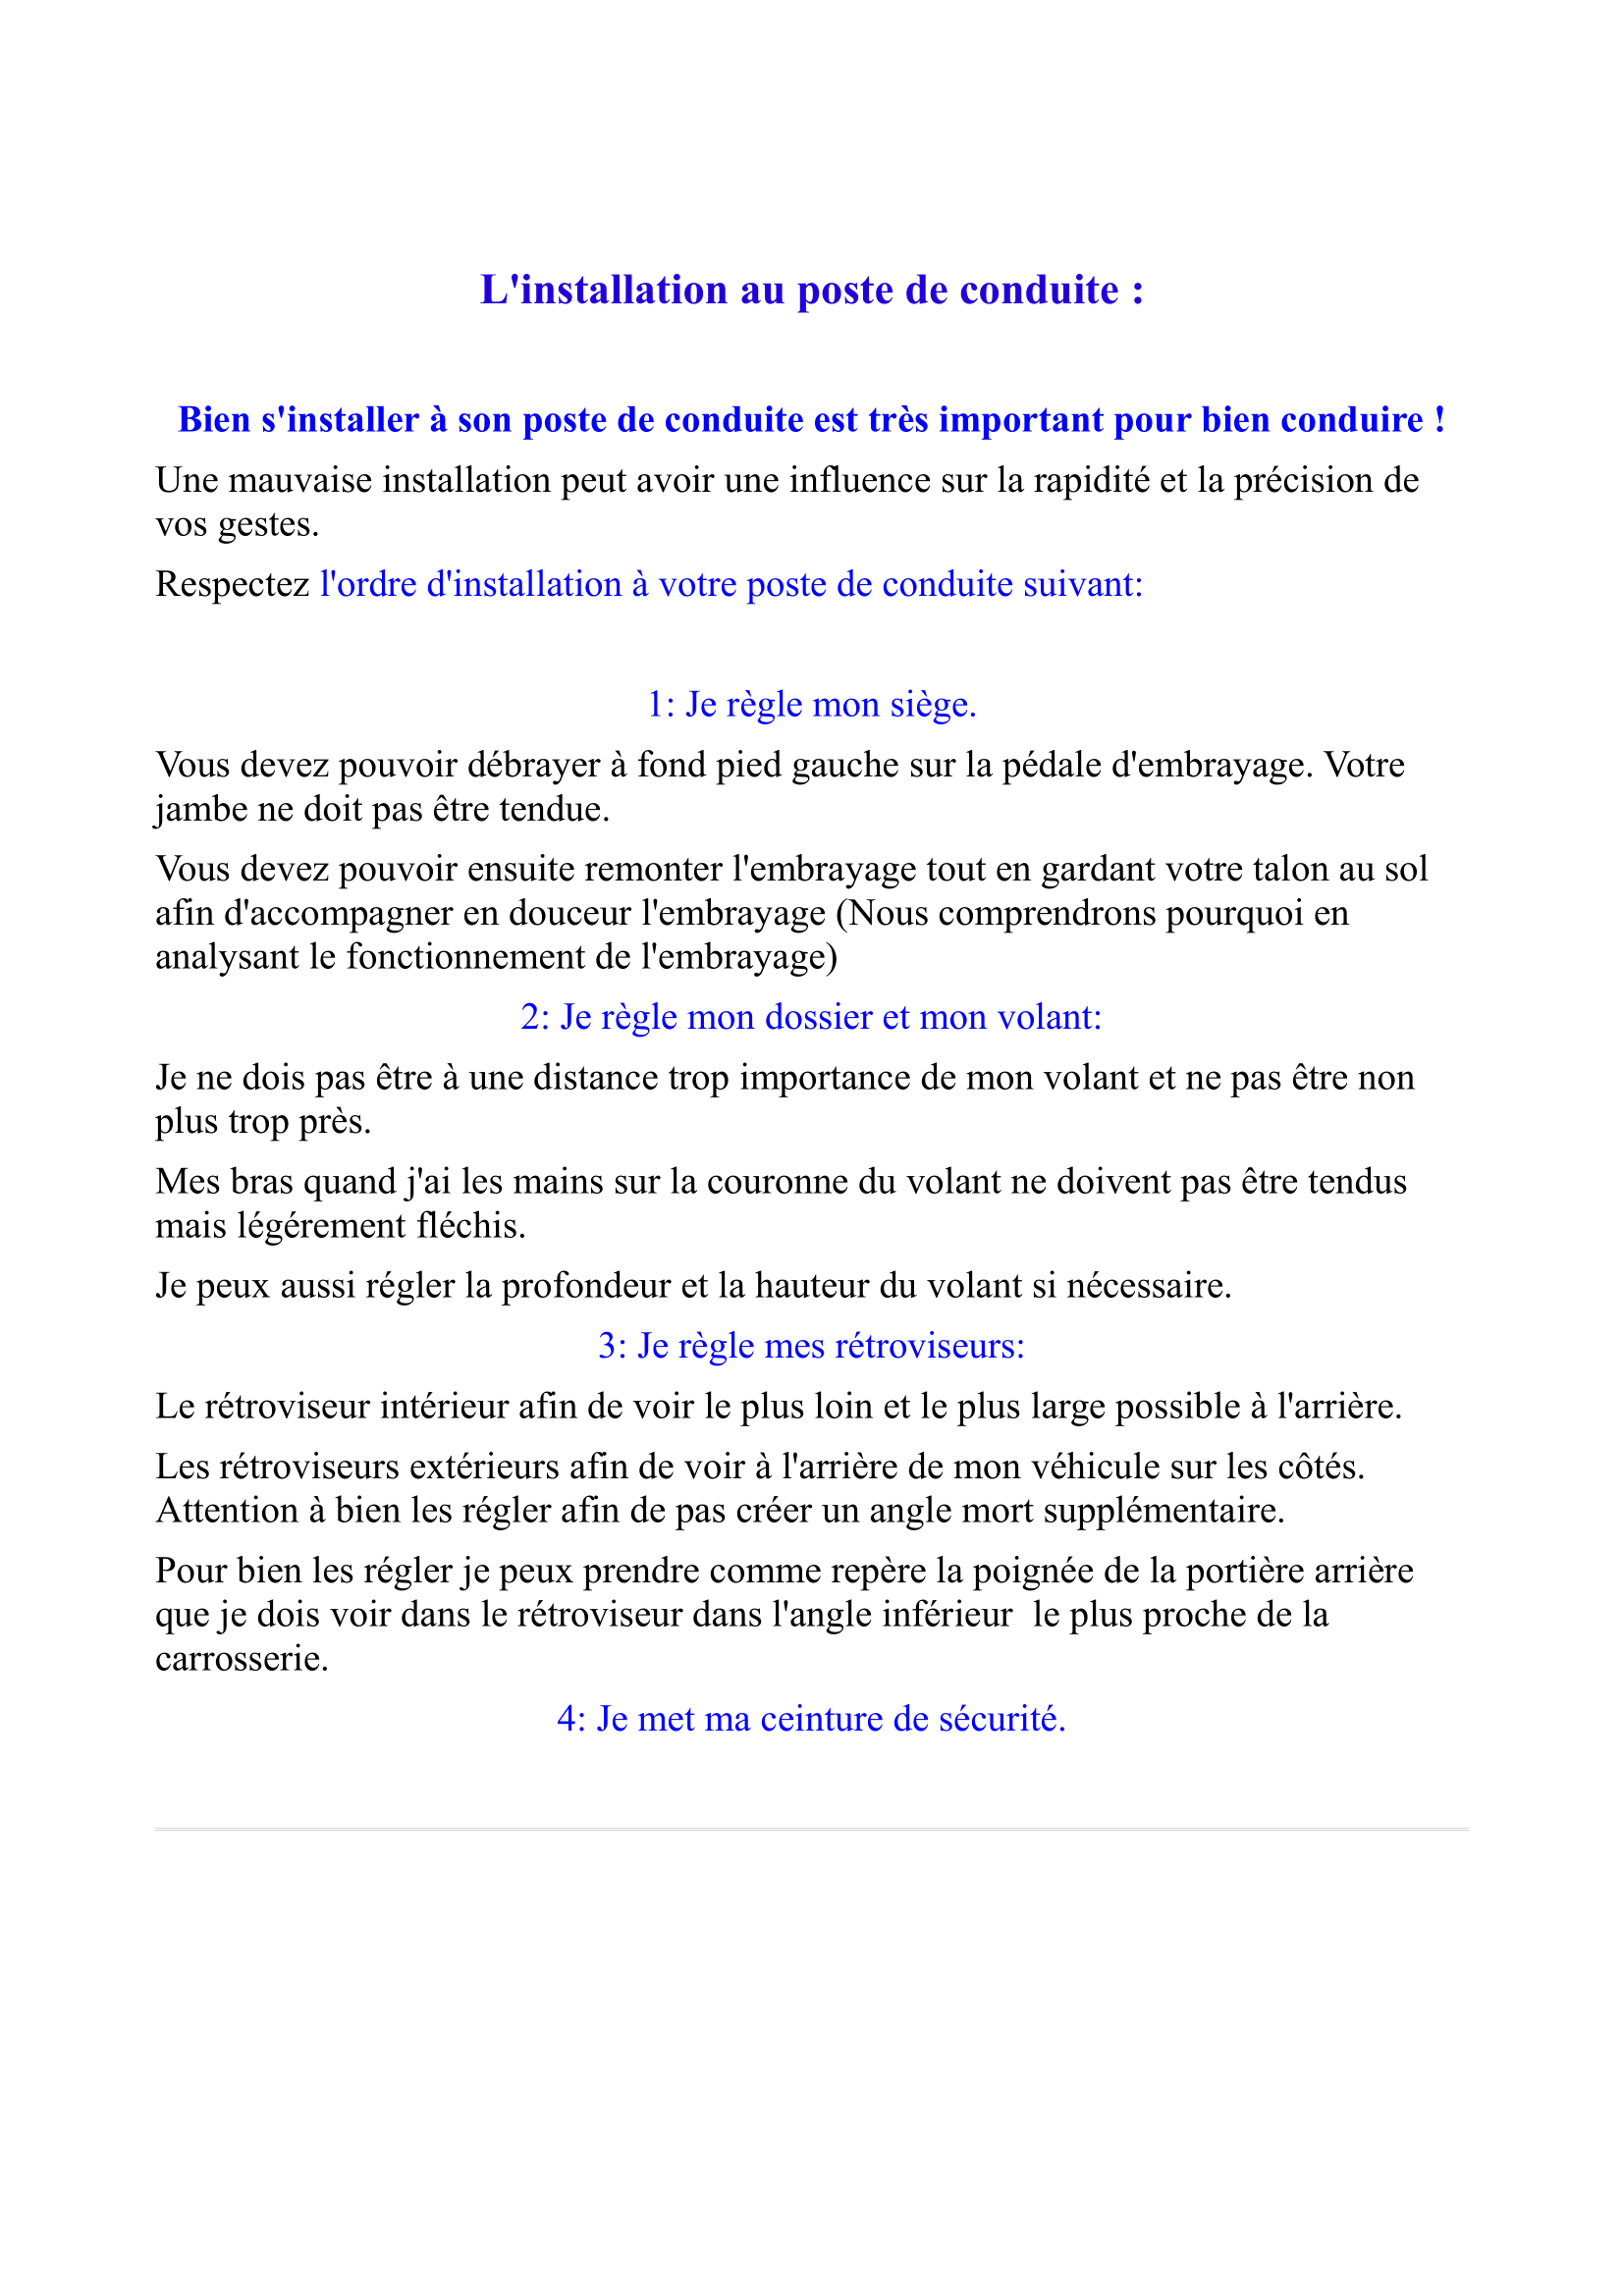 L'installation au poste de conduite :
Bien s'installer à son poste de conduite est très important pour bien conduire !
Une mauvaise installation peut avoir une influence sur la rapidité et la précision de
vos gestes.
Respectez l'ordre d'installation à votre poste de conduite suivant:
1: Je règle mon siège.
Vous devez pouvoir débrayer à fond pied gauche sur la pédale d'embrayage. Votre
jambe ne doit pas être tendue.
Vous devez pouvoir ensuite remonter l'embrayage tout en gardant votre talon au sol
afin d'accompagner en douceur l'embrayage (Nous comprendrons pourquoi en
analysant le fonctionnement de l'embrayage)
2: Je règle mon dossier et mon volant:
Je ne dois pas être à une distance trop importance de mon volant et ne pas être non
plus trop près.
Mes bras quand j'ai les mains sur la couronne du volant ne doivent pas être tendus
mais légérement fléchis.
Je peux aussi régler la profondeur et la hauteur du volant si nécessaire.
3: Je règle mes rétroviseurs:
Le rétroviseur intérieur afin de voir le plus loin et le plus large possible à l'arrière.
Les rétroviseurs extérieurs afin de voir à l'arrière de mon véhicule sur les côtés.
Attention à bien les régler afin de pas créer un angle mort supplémentaire.
Pour bien les régler je peux prendre comme repère la poignée de la portière arrière
que je dois voir dans le rétroviseur dans l'angle inférieur  le plus proche de la
carrosserie.
4: Je met ma ceinture de sécurité.